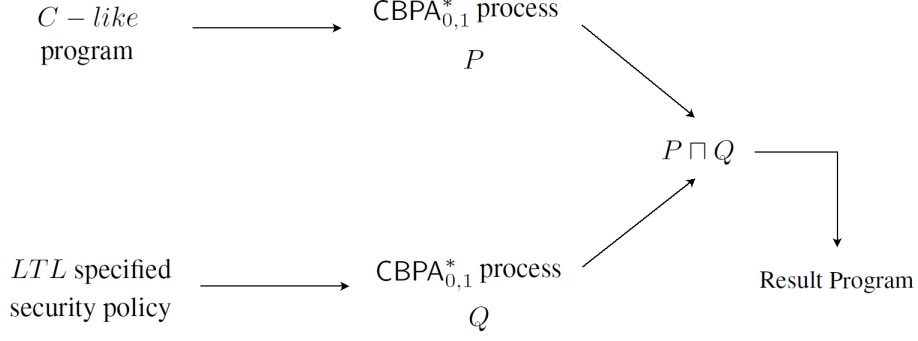 C − like
program
CBPA*0,1 process
P
P ⊓ Q
LTL specified
security policy
CBPA*0,1 process
Q
Result Program